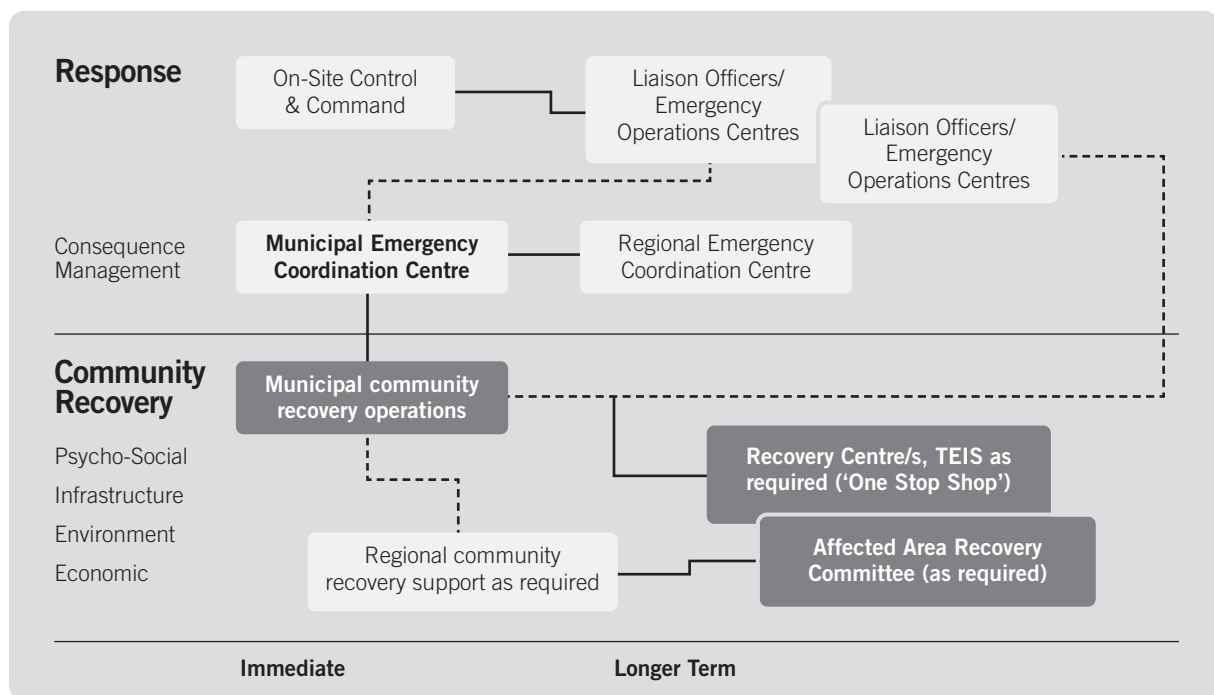 Response
On-Site Control
& Command
Liaison Officers/
Emergency
Operations Centres
Liaison Officers/
Emergency
Operations Centres
Consequence
Management
Municipal Emergency
Coordination Centre
Regional Emergency
Coordination Centre
Community
Recovery
Municipal community
recovery operations
Psycho-Social
Infrastructure
Environment
Economic
Recovery Centre/s, TEIS as
required (‘One Stop Shop’)
Regional community
recovery support as required
Affected Area Recovery
Committee (as required)
Immediate
Longer Term